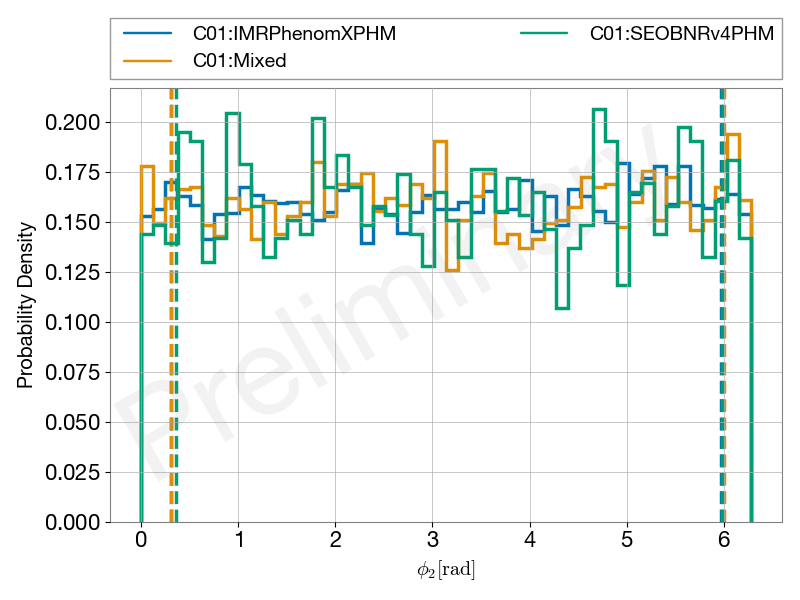 C01:IMRPhenomXPHM
C01:Mixed
C01:SEOBNRv4PHM
Preliminary
Probability Density
0.200
0.175
0.150
0.125
0.100
0.075
0.050
0.025
0.000
0 1 2 3 4 5 6
ϕ₂[rad]